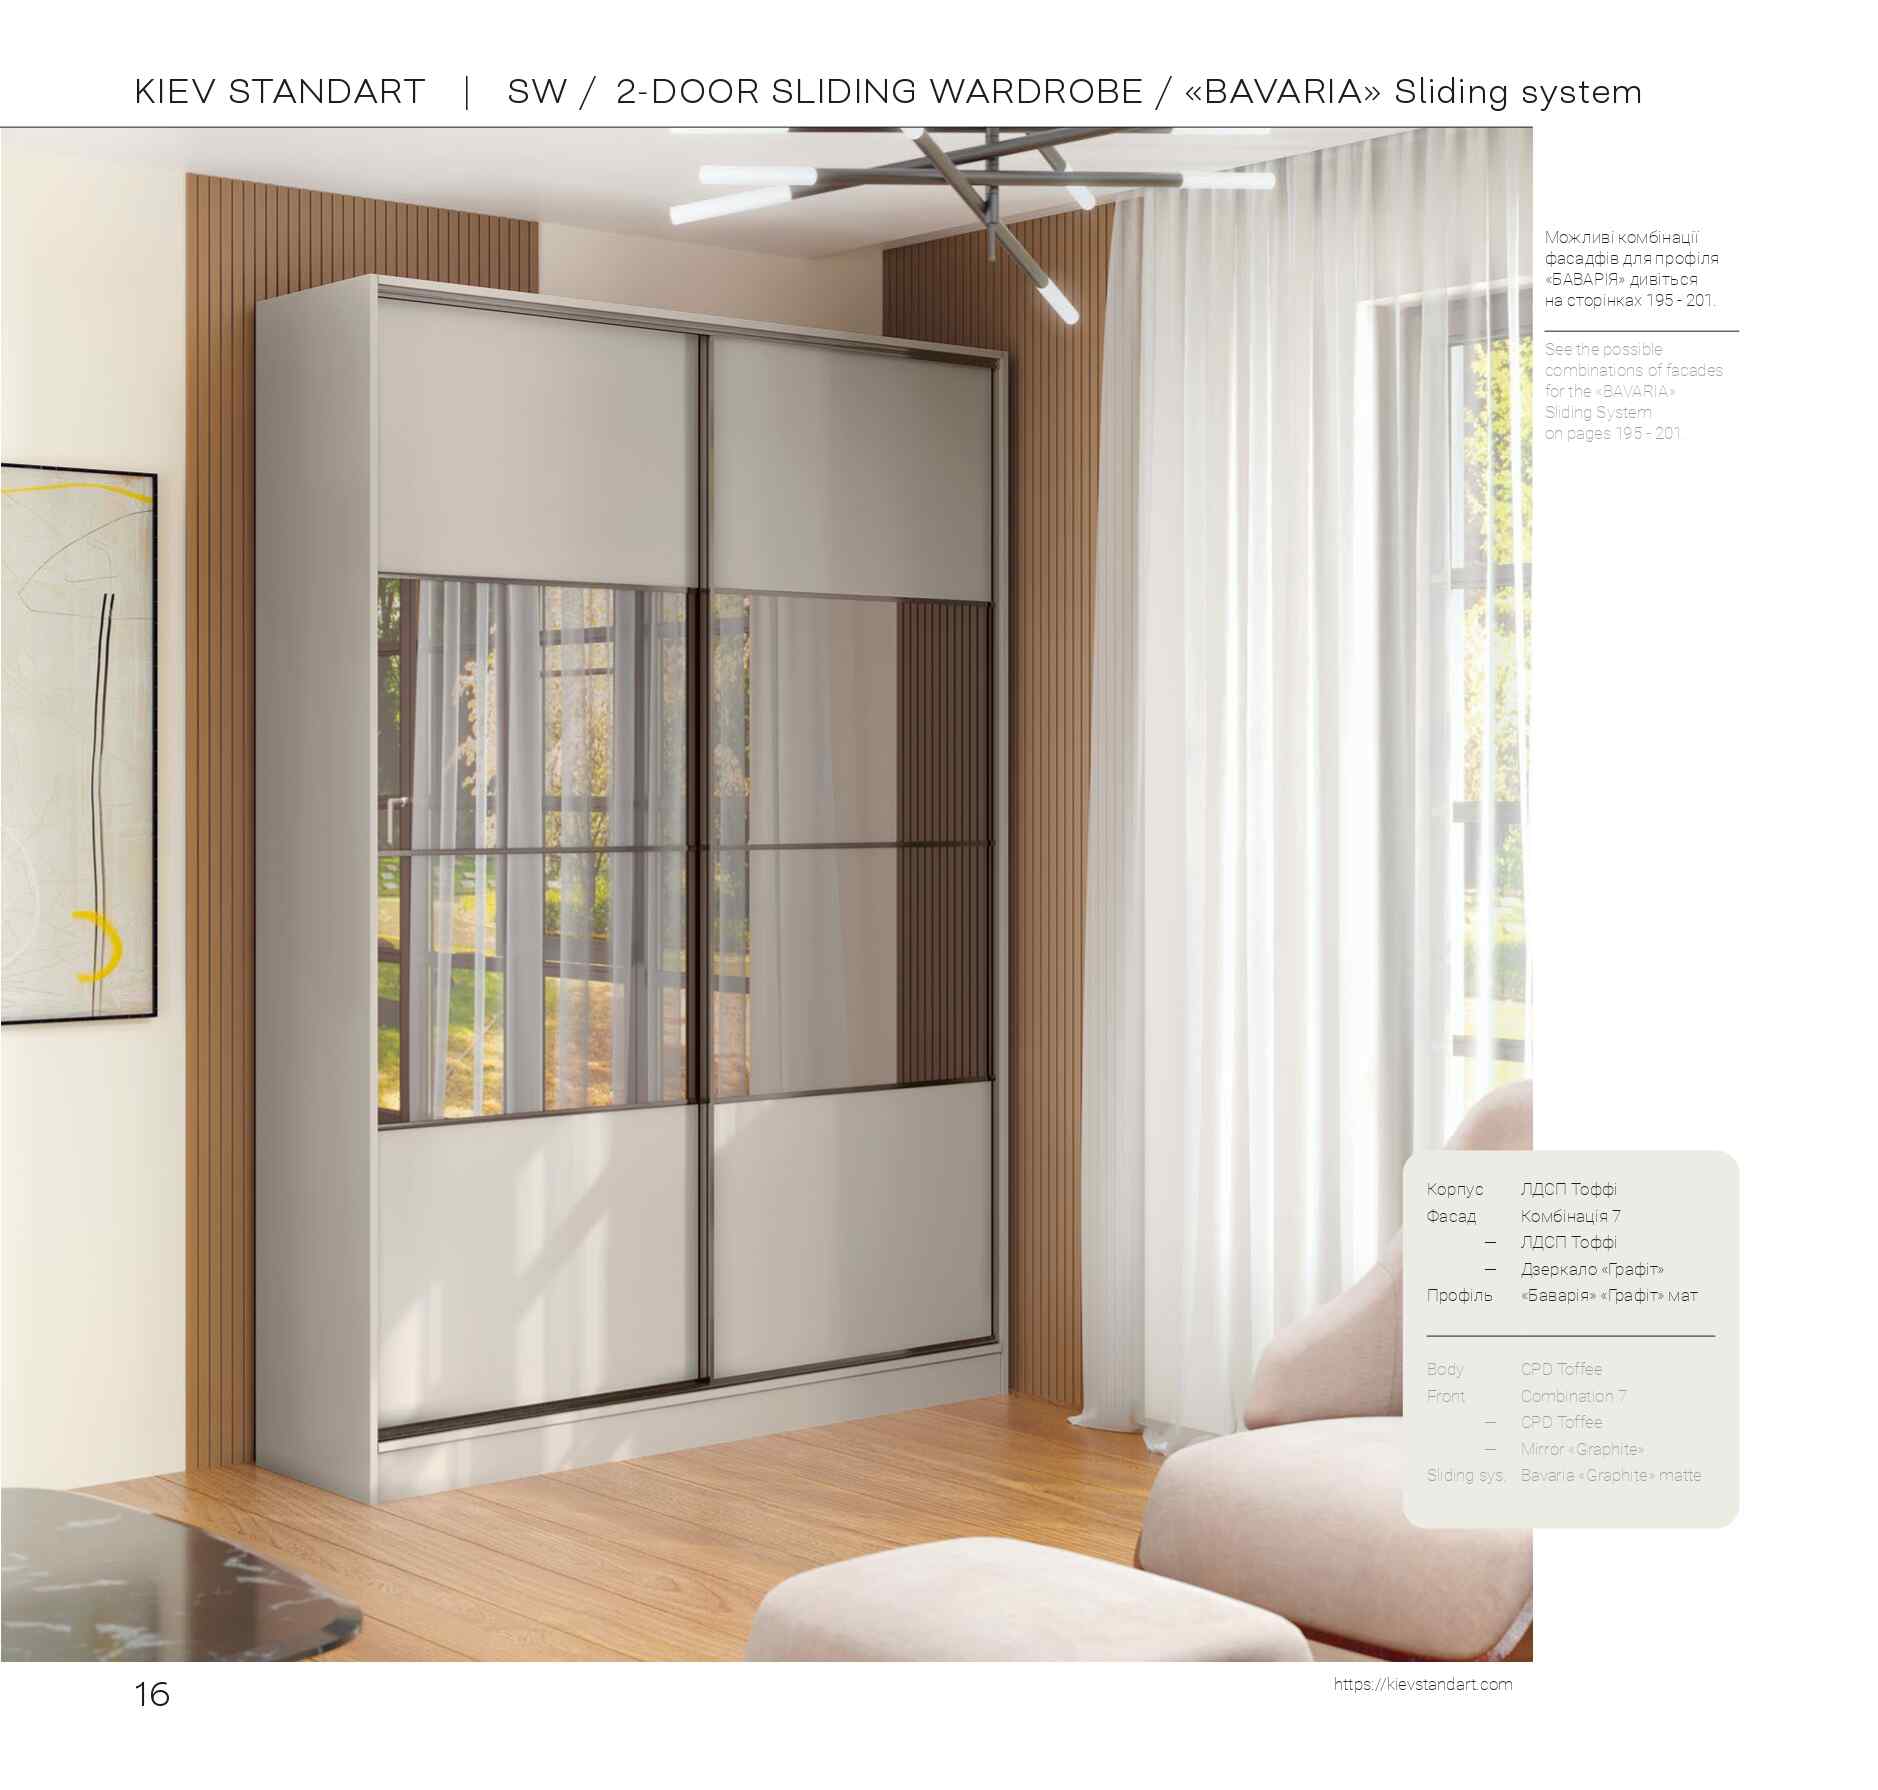 KIEV STANDART | SW / 2-DOOR SLIDING WARDROBE / «BAVARIA» Sliding system
Можливі комбінації
фасадфів для профіля
«БАВАРІЯ» дивіться
на сторінках 195 - 201.
See the possible
combinations of facades
for the «BAVARIA»
Sliding System
on pages 195 - 201.
Корпус ЛДСП Тоффі
Фасад Комбінація 7
— ЛДСП Тоффі
— Дзеркало «Графіт»
Профіль «Баварія» «Графіт» мат
Body CPD Toffee
Front Combination 7
— CPD Toffee
— Mirror «Graphite»
Sliding sys. Bavaria «Graphite» matte
16
https://kievstandart.com